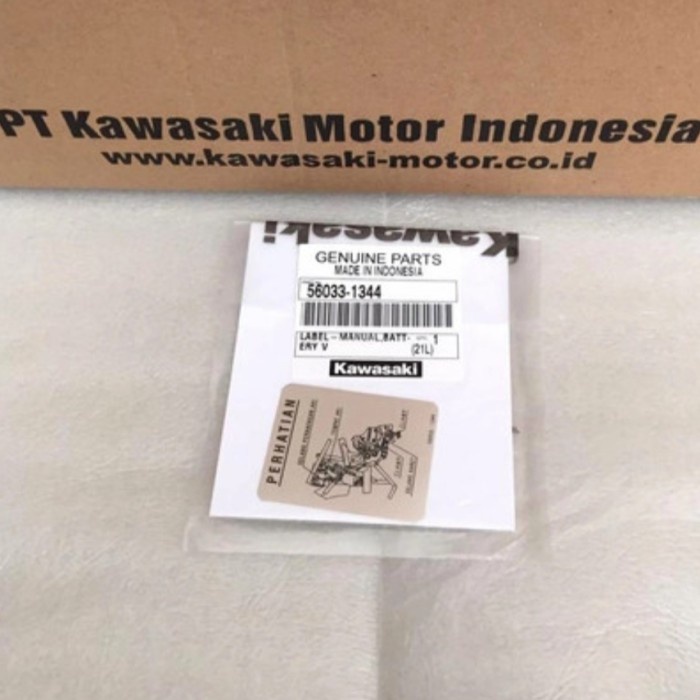 PT Kawasaki Motor Indonesia
www.kawasaki-motor.co.id
Kawasaki
GENUINE PARTS
MADE IN INDONESIA
56033-1344
LABEL-MANUAL,BATT- 1
ERY V (21L)
Kawasaki
PERHATIAN